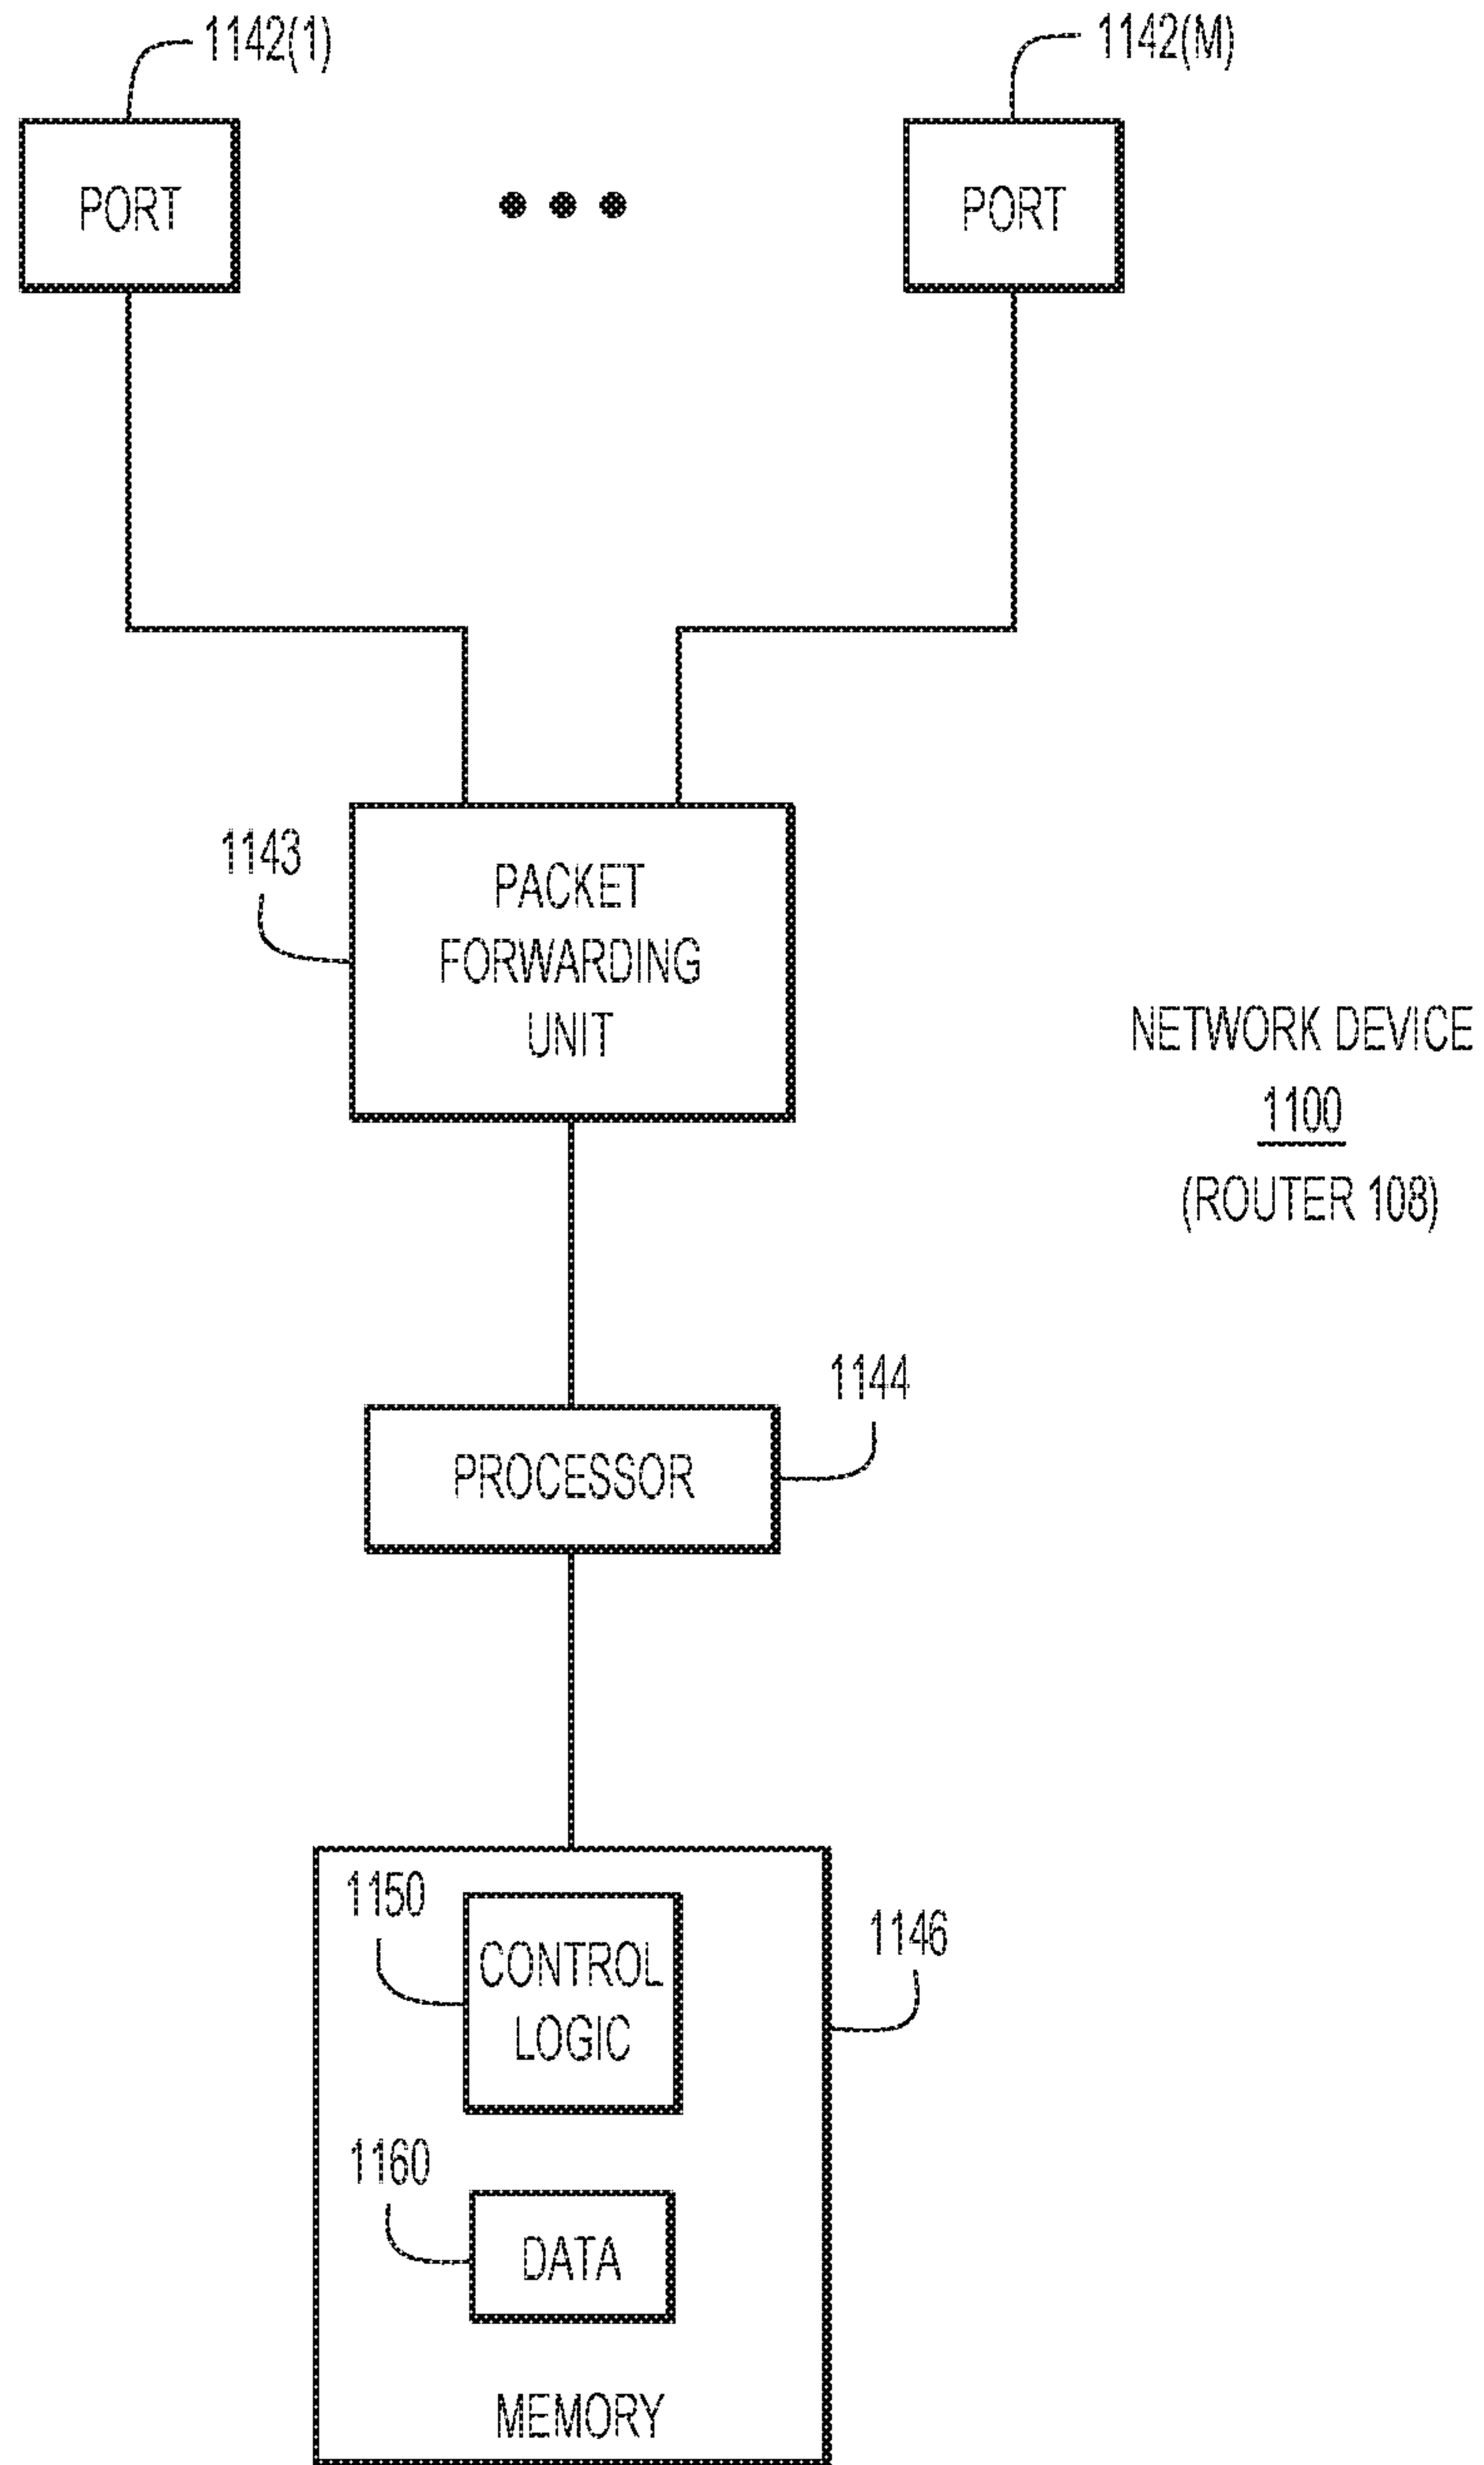 1142(1)
1142(M)
PORT
PORT
1143
PACKET
FORWARDING
UNIT
NETWORK DEVICE
1100
(ROUTER 108)
1144
PROCESSOR
1150
CONTROL
LOGIC
1146
1160
DATA
MEMORY